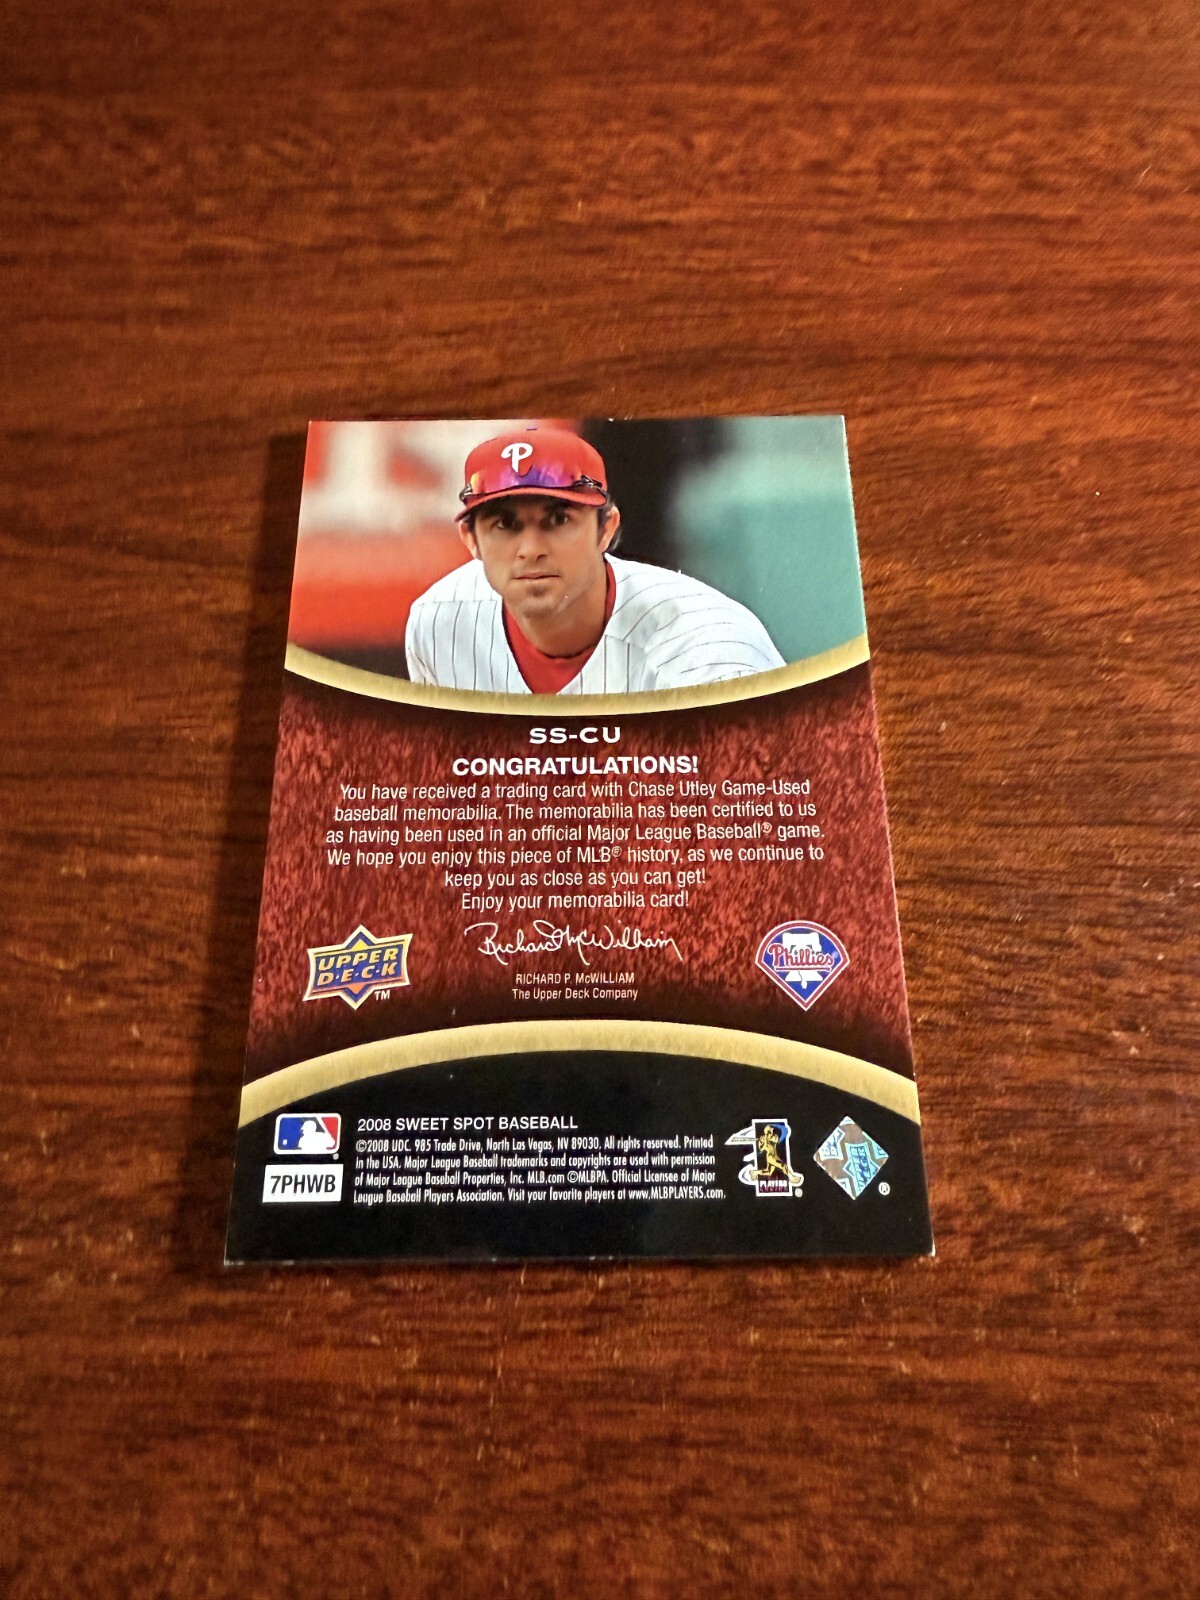 P
SS-CU
CONGRATULATIONS!
You have received a trading card with Chase Utley Game-Used
baseball memorabilia. The memorabilia has been certified to us
as having been used in an official Major League Baseball® game.
We hope you enjoy this piece of MLB® history, as we continue to
keep you as close as you can get!
Enjoy your memorabilia card!
Richard McWilliam
RICHARD P. McWILLIAM
The Upper Deck Company
UPPER
D·E·C·K
TM
Phillies
2008 SWEET SPOT BASEBALL
©2008 UDC. 985 Trade Drive, North Las Vegas, NV 89030. All rights reserved. Printed
in the USA. Major League Baseball trademarks and copyrights are used with permission
of Major League Baseball Properties, Inc. MLB.com ©MLBPA. Official Licensee of Major
League Baseball Players Association. Visit your favorite players at www.MLBPLAYERS.com.
7PHWB
PLAYERS
®
UPPER
DECK
®